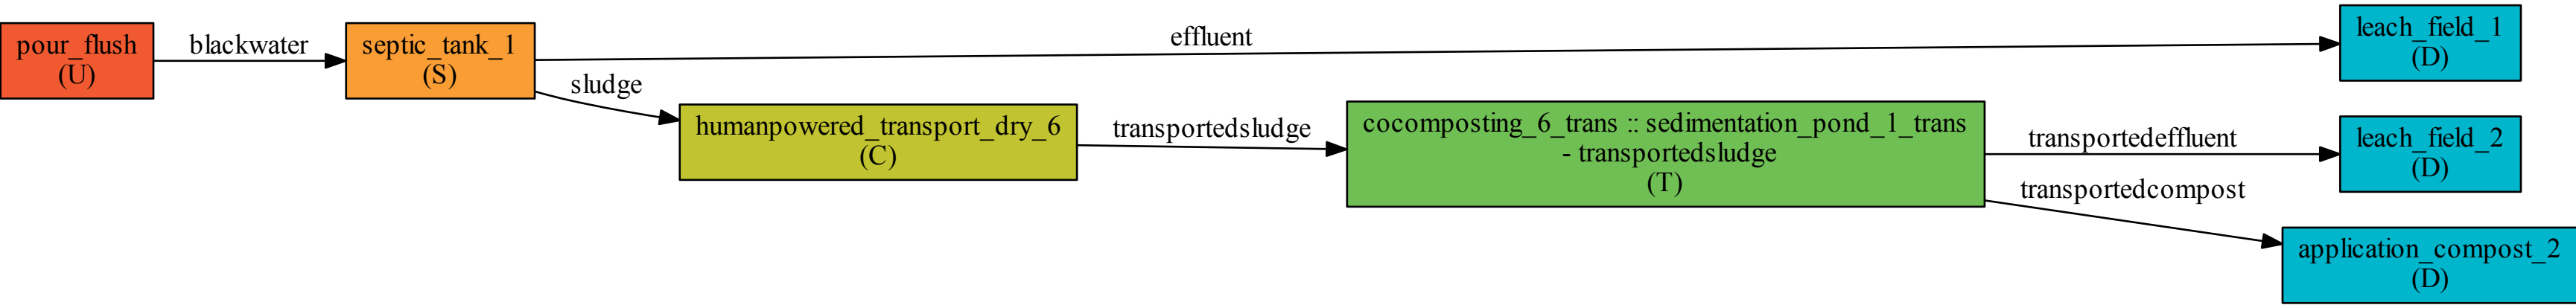 pour_flush
(U)
blackwater
septic_tank_1
(S)
effluent
leach_field_1
(D)
sludge
humanpowered_transport_dry_6
(C)
transportedsludge
cocomposting_6_trans :: sedimentation_pond_1_trans
- transportedsludge
(T)
transportedeffluent
leach_field_2
(D)
transportedcompost
application_compost_2
(D)